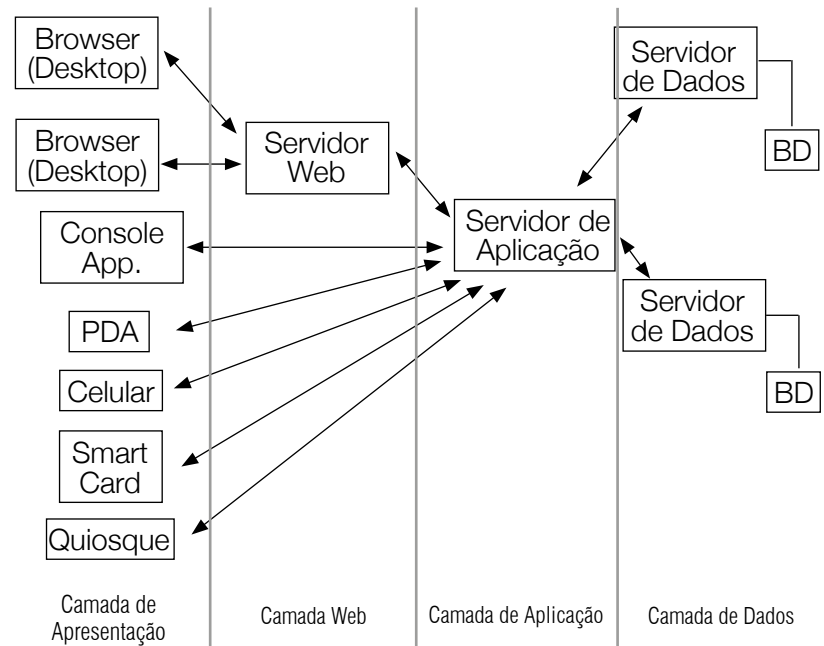 Browser
(Desktop)
Browser
(Desktop)
Console
App.
PDA
Celular
Smart
Card
Quiosque
Servidor
Web
Servidor de
Aplicação
Servidor
de Dados
BD
Servidor
de Dados
BD
Camada de
Apresentação
Camada Web
Camada de Aplicação
Camada de Dados